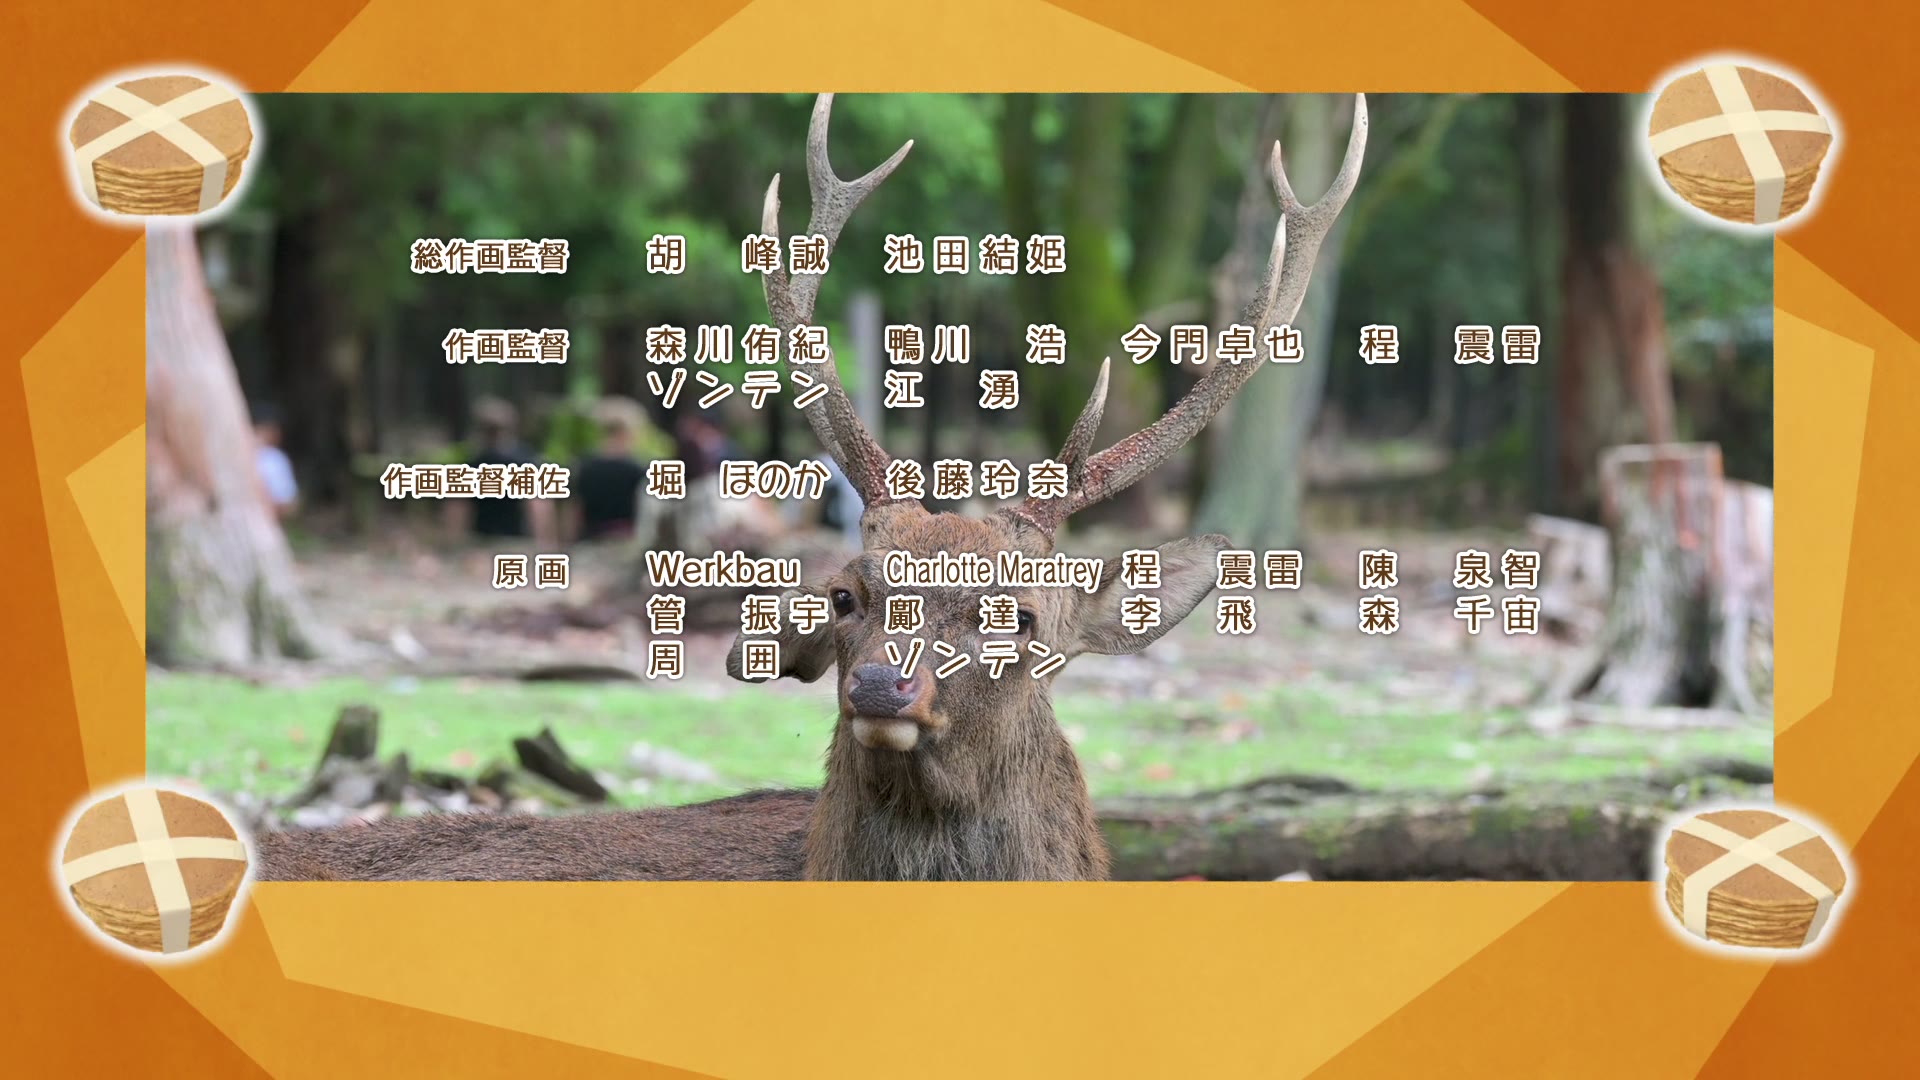 総作画監督 胡 峰誠 池田結姫
作画監督 森川侑紀 鴨川 浩 今門卓也 程 震雷
ゾンテン 江 湧
作画監督補佐 堀 ほのか 後藤玲奈
原画 Werkbau Charlotte Maratrey 程 震雷 陳 泉智
管 振宇 鄺 達 李 飛 森 千宙
周 囲 ゾンテン